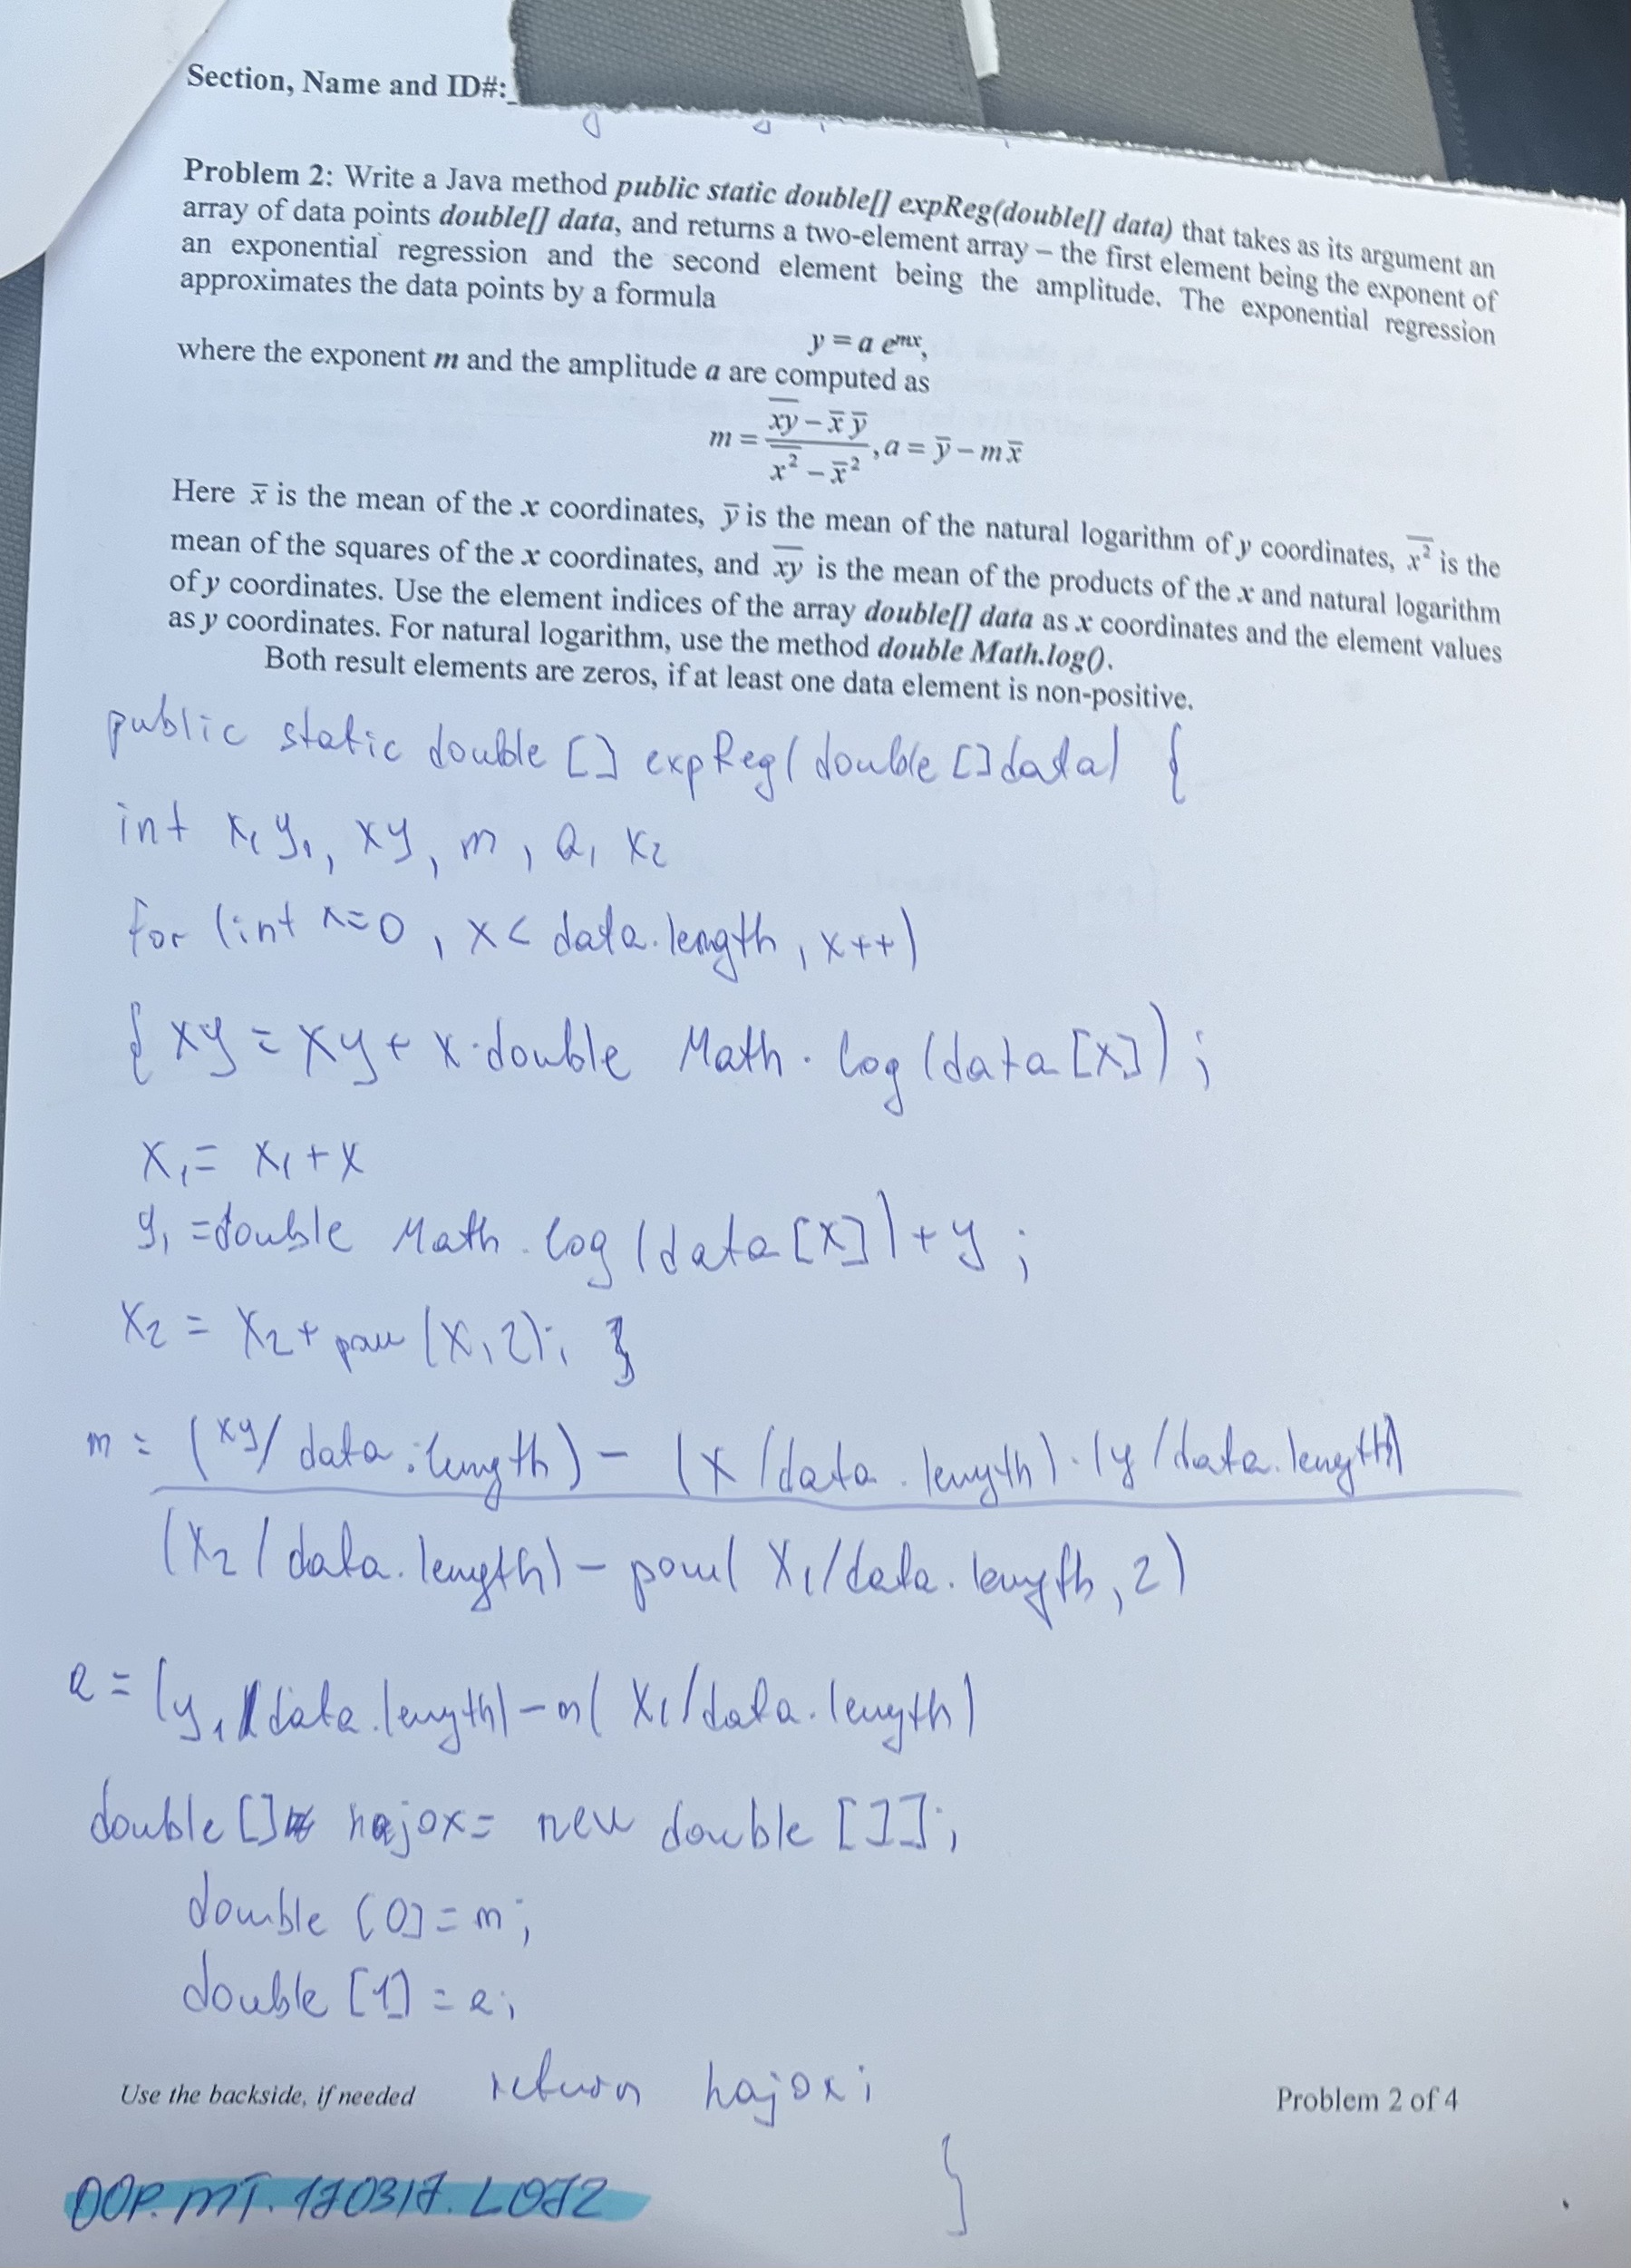 Section, Name and ID#:
Problem 2: Write a Java method public static double[] expReg(double[] data) that takes as its argument an
array of data points double[] data, and returns a two-element array – the first element being the exponent of
an exponential regression and the second element being the amplitude. The exponential regression
approximates the data points by a formula
y = a e^{mx},
where the exponent m and the amplitude a are computed as
m = \frac{\overline{xy} - \bar{x}\,\bar{y}}{\overline{x^2} - \bar{x}^2}, a = \bar{y} - m\bar{x}
Here x̄ is the mean of the x coordinates, ȳ is the mean of the natural logarithm of y coordinates, \overline{x^2} is the
mean of the squares of the x coordinates, and \overline{xy} is the mean of the products of the x and natural logarithm
of y coordinates. Use the element indices of the array double[] data as x coordinates and the element values
as y coordinates. For natural logarithm, use the method double Math.log().
Both result elements are zeros, if at least one data element is non-positive.
public static double [] expReg( double [] data) {
int x₁ y₁, xy, m, a, x₂
for (int x=0, x< data.length, x++)
{ xy = xy + x·double Math.log(data[x]);
x₁= x₁+x
y₁ =double Math.log(data[x])+y ;
x₂ = x₂+pow (x,2); }
m = (xy/data.length) – (x/data.length)·(y/data.length)
(x₂/data.length) – pow( x₁/data.length, 2)
a = (y₁/data.length) – m( x₁/data.length)
double [] hajox= new double []];
double [0]=m;
double [1]=a;
return hajox;
}
Use the backside, if needed
Problem 2 of 4
OOP.MT.170317.L072